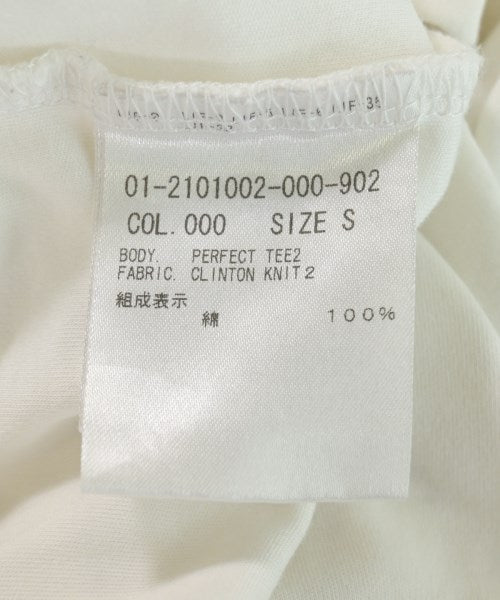 01-2101002-000-902
COL.000 SIZE S
BODY. PERFECT TEE2
FABRIC. CLINTON KNIT2
組成表示
綿 100%